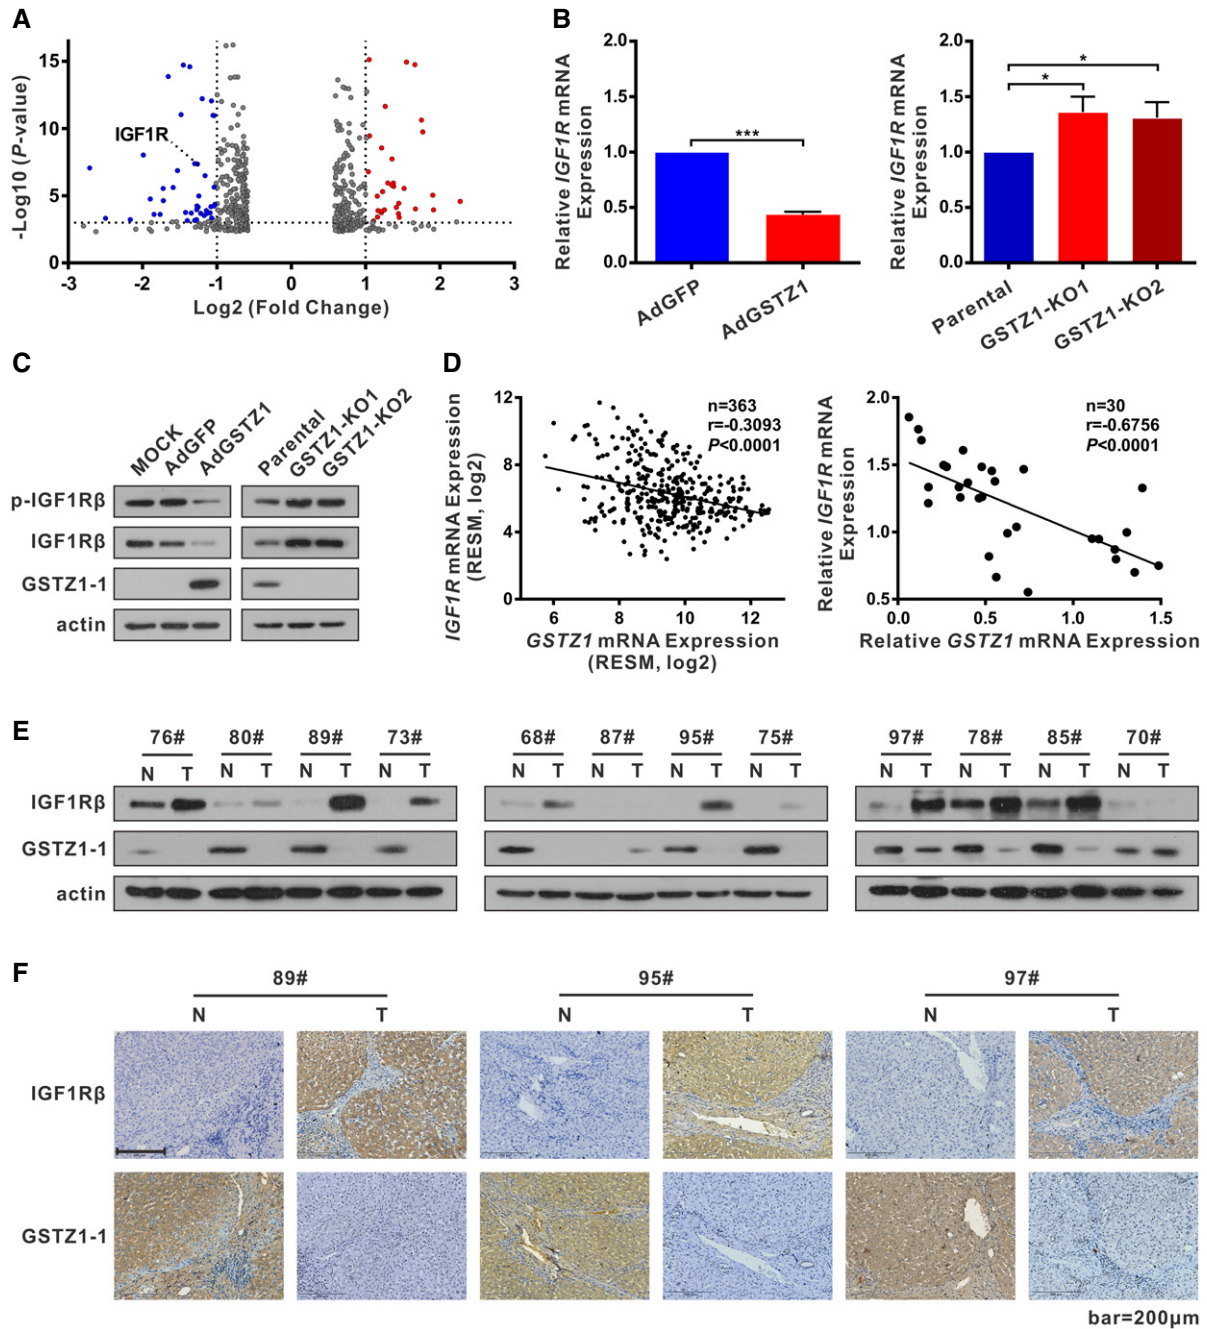 A
-Log10 (P-value)
15
10
5
0
IGF1R
-3 -2 -1 0 1 2 3
Log2 (Fold Change)
B
Relative IGF1R mRNA
Expression
2.0
1.5
1.0
0.5
0.0
***
AdGFP
AdGSTZ1
Relative IGF1R mRNA
Expression
2.0
1.5
1.0
0.5
0.0
*
*
Parental
GSTZ1-KO1
GSTZ1-KO2
C
MOCK
AdGFP
AdGSTZ1
Parental
GSTZ1-KO1
GSTZ1-KO2
p-IGF1Rβ
IGF1Rβ
GSTZ1-1
actin
D
IGF1R mRNA Expression
(RESM, log2)
12
8
4
0
n=363
r=-0.3093
P<0.0001
6 8 10 12
GSTZ1 mRNA Expression
(RESM, log2)
Relative IGF1R mRNA
Expression
2.0
1.5
1.0
0.5
n=30
r=-0.6756
P<0.0001
0.0 0.5 1.0 1.5
Relative GSTZ1 mRNA Expression
E
76# 80# 89# 73# 68# 87# 95# 75# 97# 78# 85# 70#
N T N T N T N T N T N T N T N T N T N T N T N T
IGF1Rβ
GSTZ1-1
actin
F
89# 95# 97#
N T N T N T
IGF1Rβ
GSTZ1-1
bar=200μm